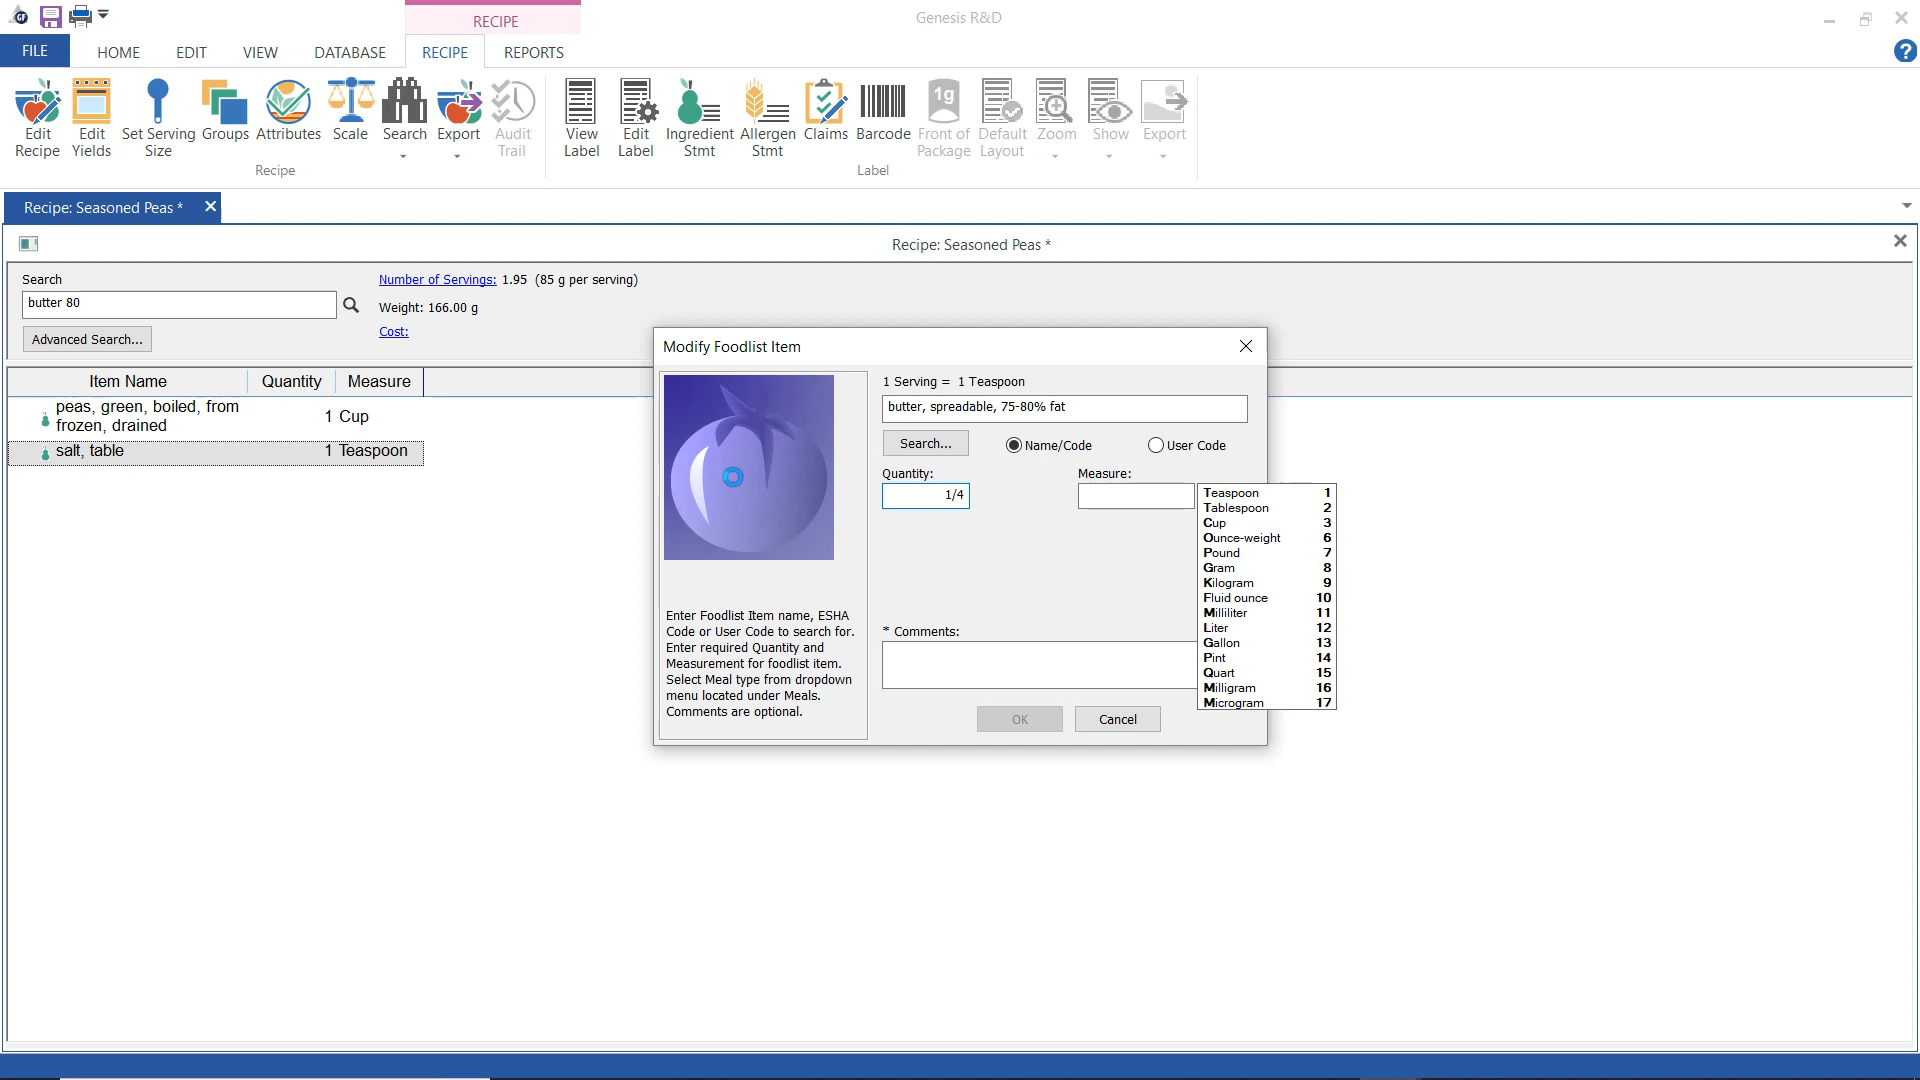 GF
RECIPE
Genesis R&D
FILE
HOME
EDIT
VIEW
DATABASE
RECIPE
REPORTS
?
Edit
Recipe
Edit
Yields
Set Serving
Size
Groups
Attributes
Scale
Search
Export
Audit
Trail
Recipe
View
Label
Edit
Label
Ingredient
Stmt
Allergen
Stmt
Claims
Barcode
1g
Front of
Package
Default
Layout
Zoom
Show
Export
Label
Recipe: Seasoned Peas *
Recipe: Seasoned Peas *
Search
butter 80
Advanced Search...
Number of Servings: 1.95 (85 g per serving)
Weight: 166.00 g
Cost:
Item Name Quantity Measure
peas, green, boiled, from
frozen, drained
1 Cup
salt, table 1 Teaspoon
Modify Foodlist Item
Enter Foodlist Item name, ESHA
Code or User Code to search for.
Enter required Quantity and
Measurement for foodlist item.
Select Meal type from dropdown
menu located under Meals.
Comments are optional.
1 Serving = 1 Teaspoon
butter, spreadable, 75-80% fat
Search...
Name/Code
User Code
Quantity:
Measure:
1/4
Teaspoon 1
Tablespoon 2
Cup 3
Ounce-weight 6
Pound 7
Gram 8
Kilogram 9
Fluid ounce 10
Milliliter 11
Liter 12
Gallon 13
Pint 14
Quart 15
Milligram 16
Microgram 17
* Comments:
OK
Cancel